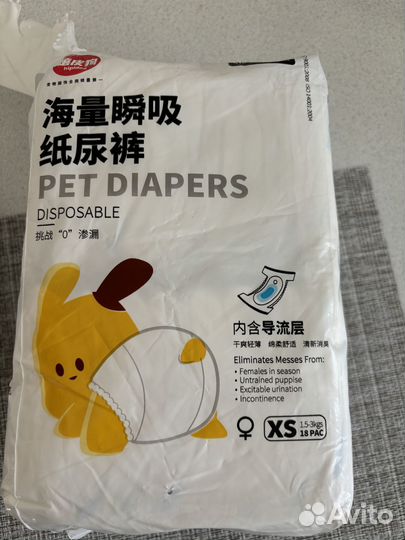 hipidog
海量瞬吸
纸尿裤
PET DIAPERS
DISPOSABLE
挑战“0”渗漏
内含导流层
干爽轻薄 绵柔舒适 清新消臭
Eliminates Messes From:
• Females in season
• Untrained puppise
• Excitable urination
• Incontinence
♀ XS 1.5-3kgs
18 PAC
Avito